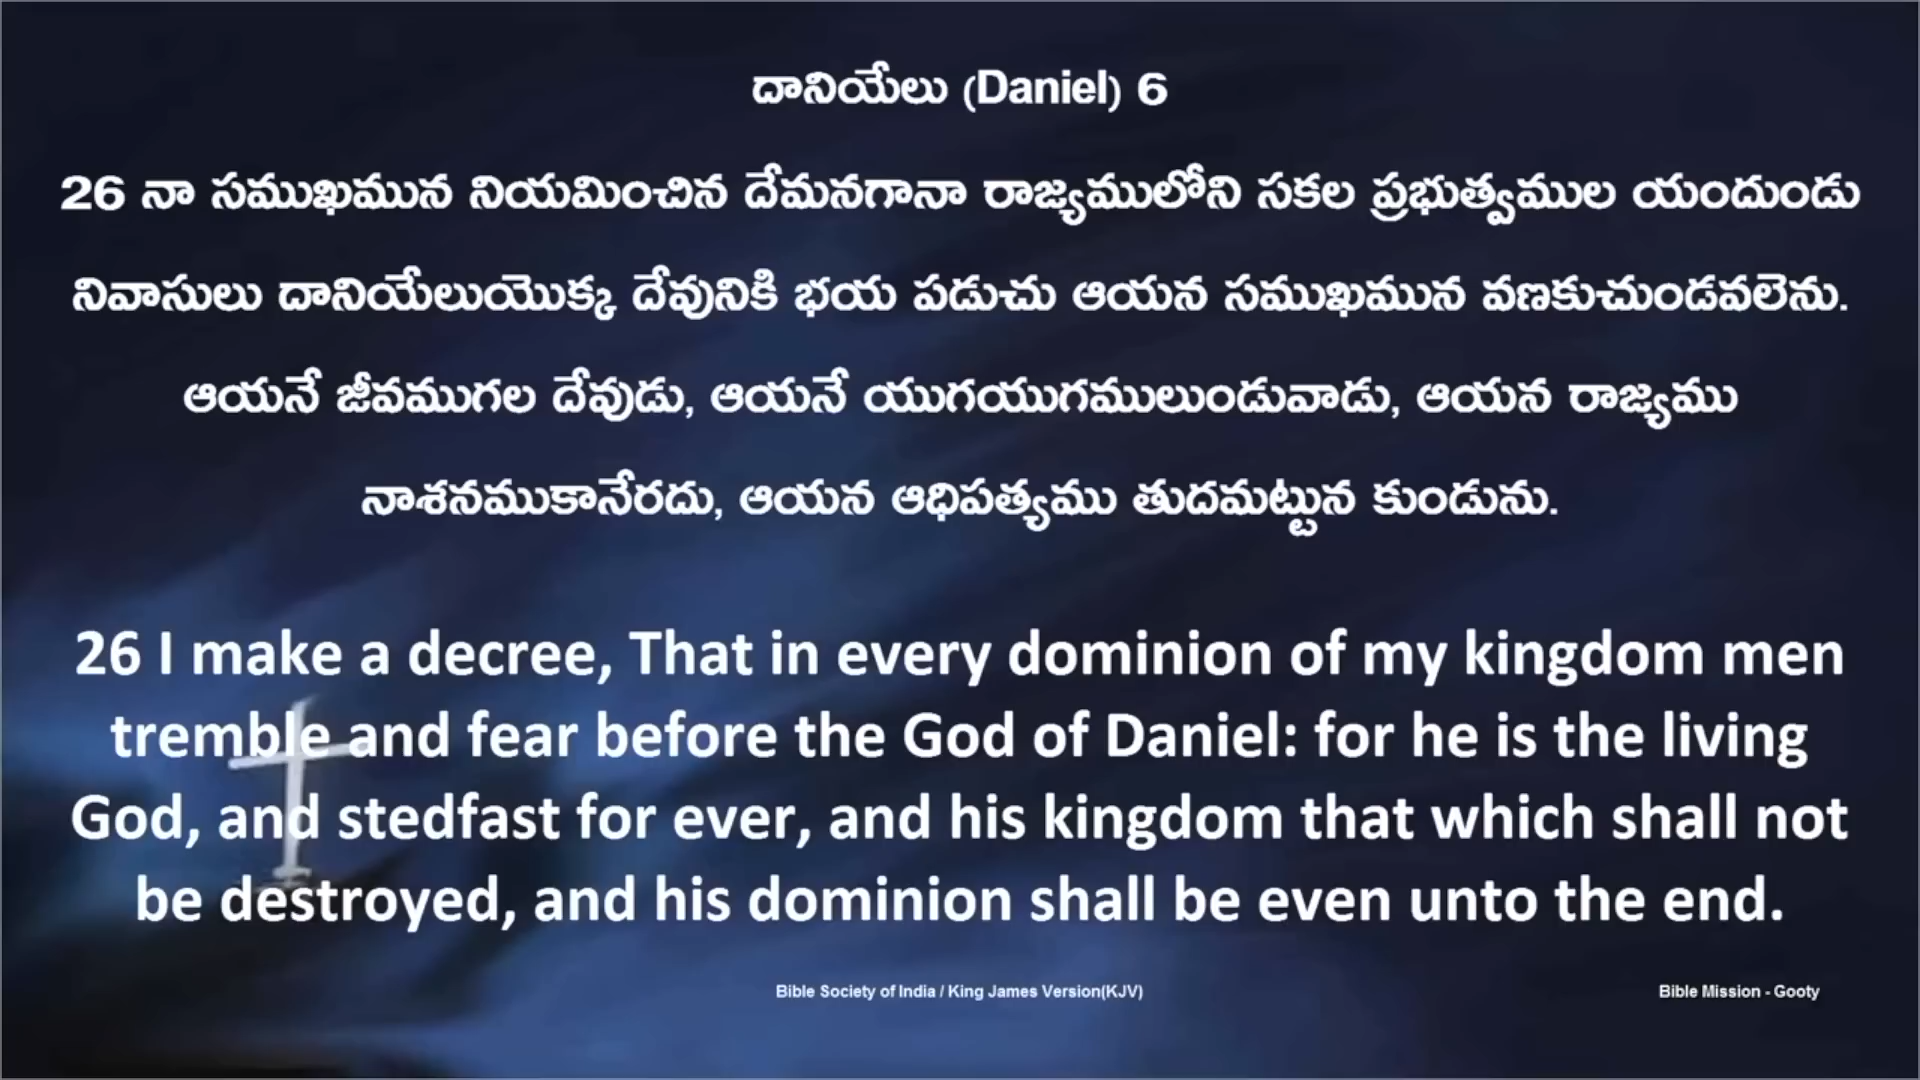 దానియేలు (Daniel) 6
26 నా సముఖమున నియమించిన దేమనగానా రాజ్యములోని సకల ప్రభుత్వముల యందుండు
నివాసులు దానియేలుయొక్క దేవునికి భయ పడుచు ఆయన సముఖమున వణకుచుండవలెను.
ఆయనే జీవముగల దేవుడు, ఆయనే యుగయుగములుండువాడు, ఆయన రాజ్యము
నాశనముకానేరదు, ఆయన ఆధిపత్యము తుదమట్టున కుండును.
26 I make a decree, That in every dominion of my kingdom men
tremble and fear before the God of Daniel: for he is the living
God, and stedfast for ever, and his kingdom that which shall not
be destroyed, and his dominion shall be even unto the end.
Bible Society of India / King James Version(KJV)
Bible Mission - Gooty